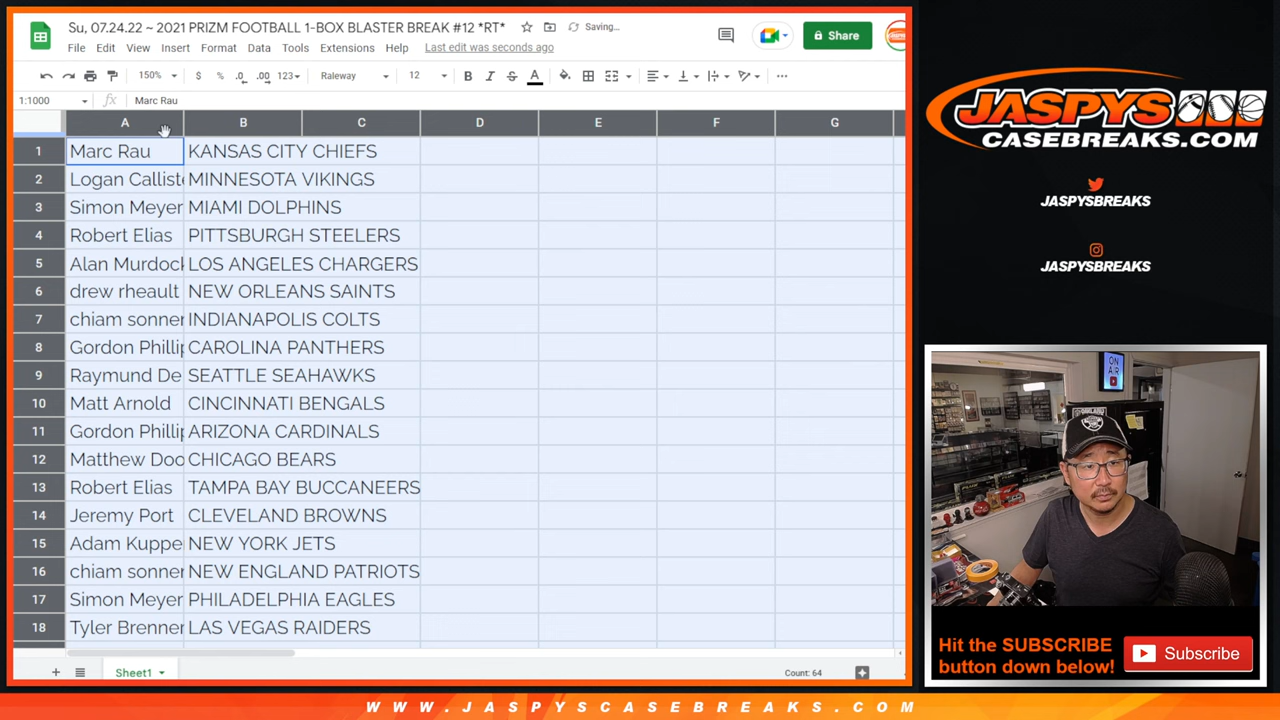 Su, 07.24.22 ~ 2021 PRIZM FOOTBALL 1-BOX BLASTER BREAK #12 *RT*
Saving...
File Edit View Insert Format Data Tools Extensions Help Last edit was seconds ago
Share
150% $ % .0 .00 123 Raleway 12 B I S A
1:1000 fx Marc Rau
A B C D E F G
1 Marc Rau KANSAS CITY CHIEFS
2 Logan Calliste MINNESOTA VIKINGS
3 Simon Meyer MIAMI DOLPHINS
4 Robert Elias PITTSBURGH STEELERS
5 Alan Murdock LOS ANGELES CHARGERS
6 drew rheault NEW ORLEANS SAINTS
7 chiam sonner INDIANAPOLIS COLTS
8 Gordon Phillip CAROLINA PANTHERS
9 Raymund De SEATTLE SEAHAWKS
10 Matt Arnold CINCINNATI BENGALS
11 Gordon Phillip ARIZONA CARDINALS
12 Matthew Doo CHICAGO BEARS
13 Robert Elias TAMPA BAY BUCCANEERS
14 Jeremy Port CLEVELAND BROWNS
15 Adam Kuppe NEW YORK JETS
16 chiam sonner NEW ENGLAND PATRIOTS
17 Simon Meyer PHILADELPHIA EAGLES
18 Tyler Brenner LAS VEGAS RAIDERS
Sheet1
Count: 64
JASPYS
CASEBREAKS.COM
JASPYSBREAKS
JASPYSBREAKS
ON
AIR
Hit the SUBSCRIBE
button down below!
Subscribe
WWW.JASPYSCASEBREAKS.COM